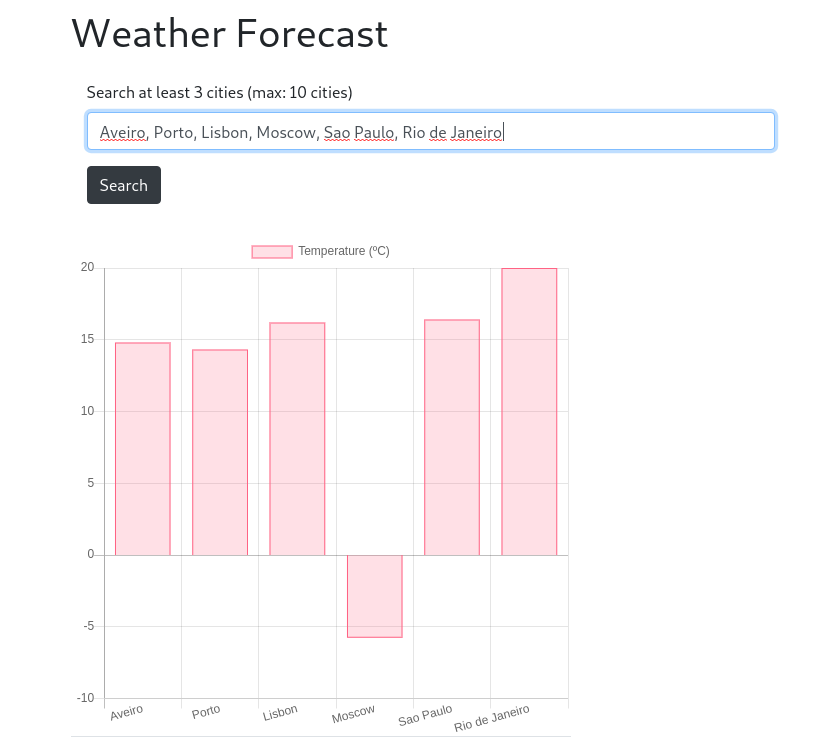 Weather Forecast
Search at least 3 cities (max: 10 cities)
Aveiro, Porto, Lisbon, Moscow, Sao Paulo, Rio de Janeiro
Search
Temperature (ºC)
20
15
10
5
0
-5
-10
Aveiro
Porto
Lisbon
Moscow
Sao Paulo
Rio de Janeiro